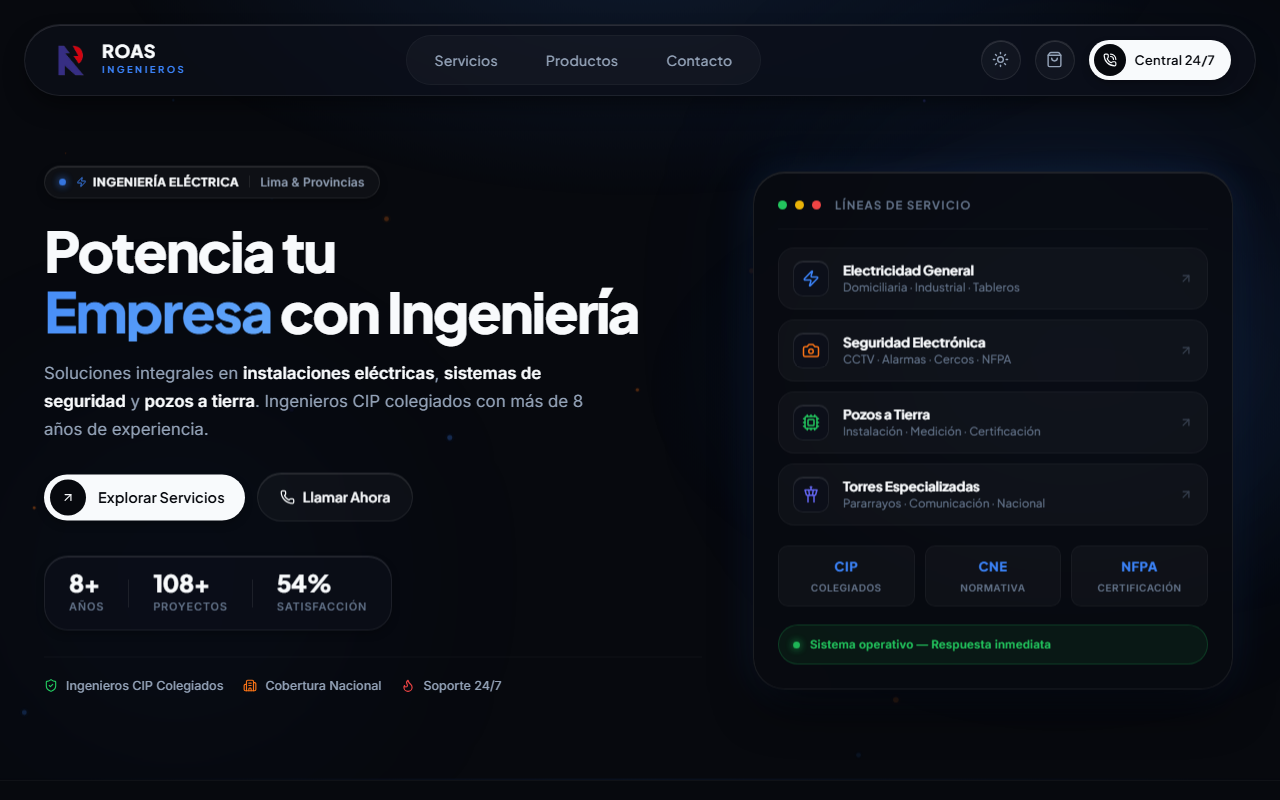 ROAS
INGENIEROS
Servicios
Productos
Contacto
Central 24/7
INGENIERÍA ELÉCTRICA
Lima & Provincias
Potencia tu
Empresa con Ingeniería
Soluciones integrales en instalaciones eléctricas, sistemas de
seguridad y pozos a tierra. Ingenieros CIP colegiados con más de 8
años de experiencia.
Explorar Servicios
Llamar Ahora
8+
AÑOS
108+
PROYECTOS
54%
SATISFACCIÓN
Ingenieros CIP Colegiados
Cobertura Nacional
Soporte 24/7
LÍNEAS DE SERVICIO
Electricidad General
Domiciliaria · Industrial · Tableros
Seguridad Electrónica
CCTV · Alarmas · Cercos · NFPA
Pozos a Tierra
Instalación · Medición · Certificación
Torres Especializadas
Pararrayos · Comunicación · Nacional
CIP
COLEGIADOS
CNE
NORMATIVA
NFPA
CERTIFICACIÓN
Sistema operativo — Respuesta inmediata